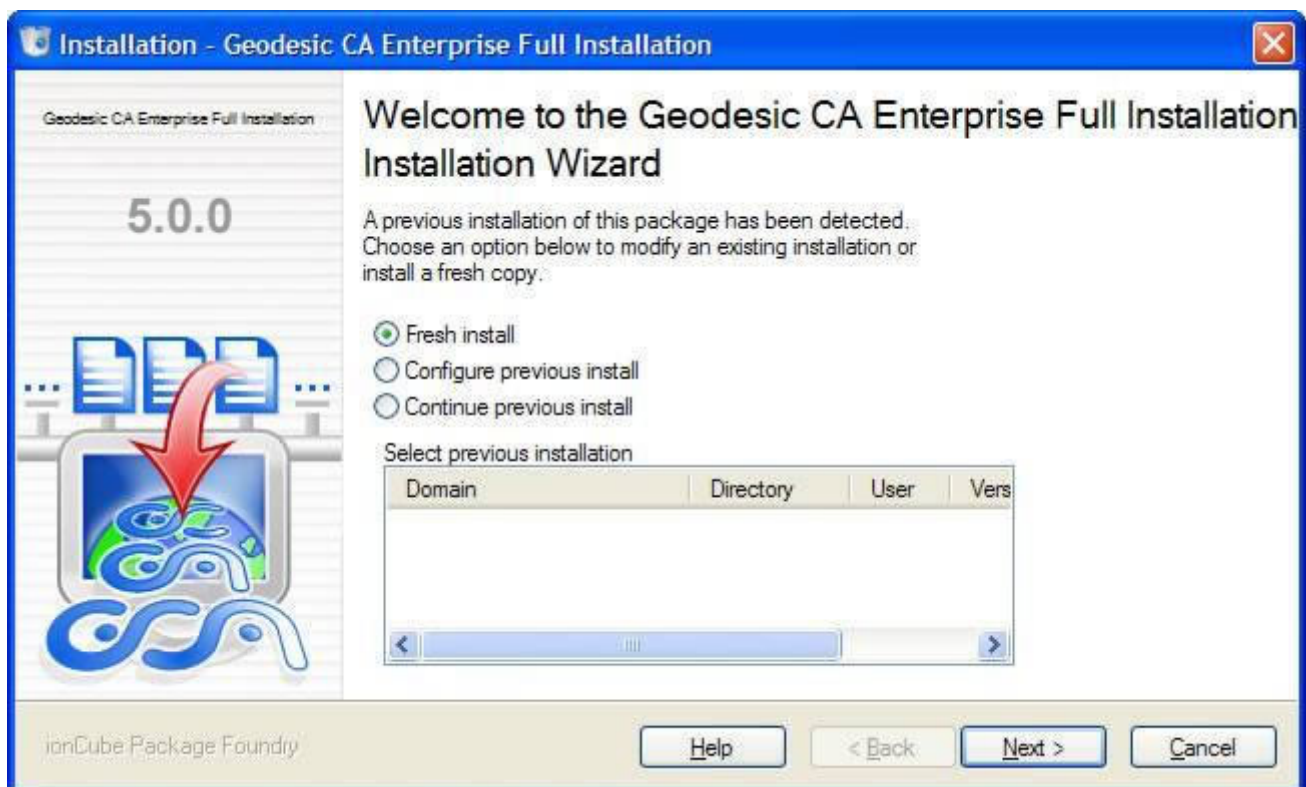 Installation - Geodesic CA Enterprise Full Installation
Geodesic CA Enterprise Full Installation
5.0.0
Welcome to the Geodesic CA Enterprise Full Installation
Installation Wizard
A previous installation of this package has been detected.
Choose an option below to modify an existing installation or
install a fresh copy.
Fresh install
Configure previous install
Continue previous install
Select previous installation
Domain Directory User Vers
ionCube Package Foundry
Help < Back Next > Cancel